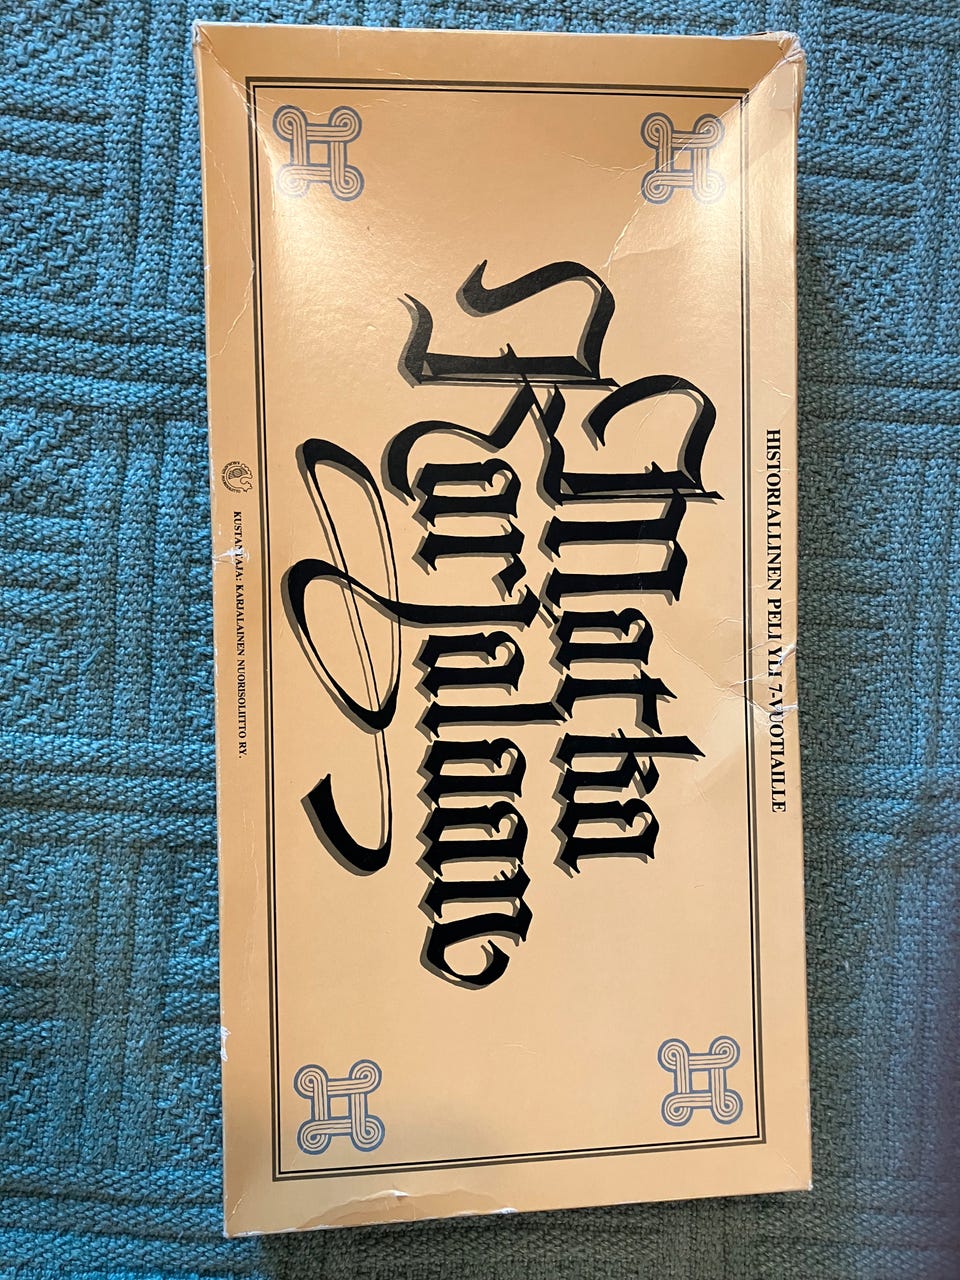 HISTORIALLINEN PELI YLI 7-VUOTIAILLE
Matka
Karjalaan
KUSTANTAJA: KARJALAINEN NUORISOLIITTO RY.